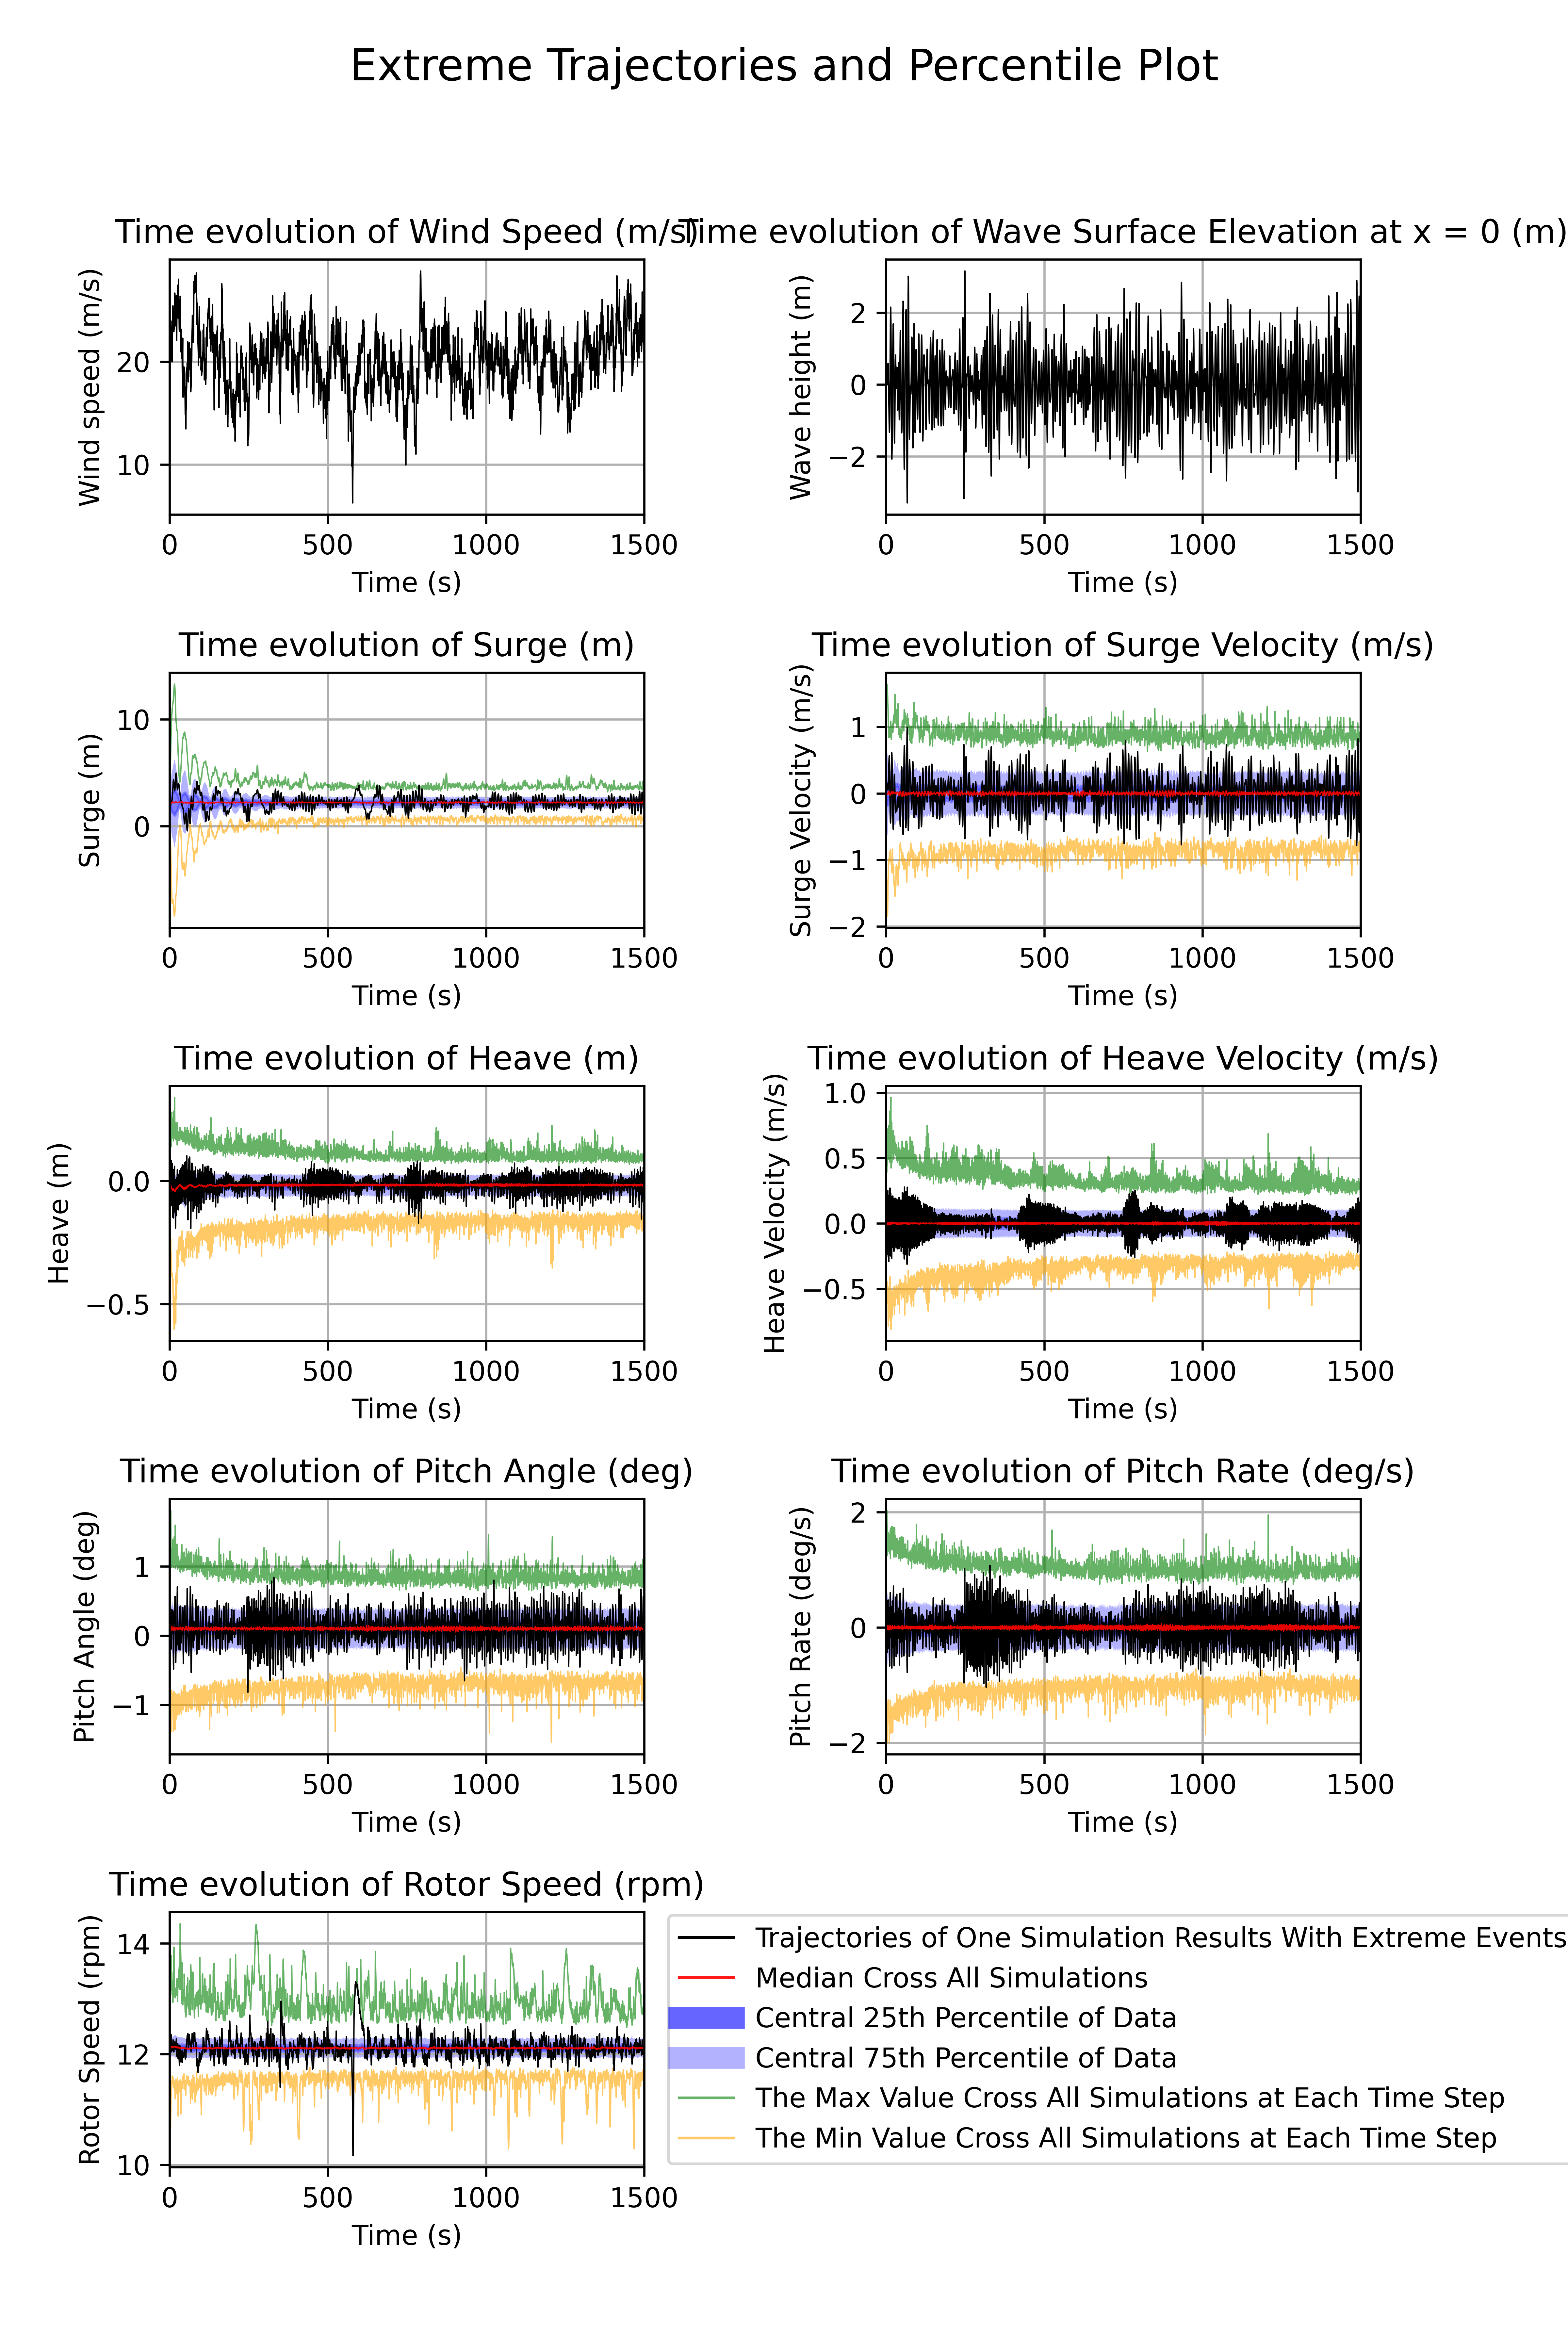 Extreme Trajectories and Percentile Plot
Time evolution of Wind Speed (m/s)
Time evolution of Wave Surface Elevation at x = 0 (m)
Wind speed (m/s)
20
10
0 500 1000 1500
Time (s)
Wave height (m)
2
0
−2
0 500 1000 1500
Time (s)
Time evolution of Surge (m)
Surge (m)
10
0
0 500 1000 1500
Time (s)
Time evolution of Surge Velocity (m/s)
Surge Velocity (m/s)
1
0
−1
−2
0 500 1000 1500
Time (s)
Time evolution of Heave (m)
Heave (m)
0.0
−0.5
0 500 1000 1500
Time (s)
Time evolution of Heave Velocity (m/s)
Heave Velocity (m/s)
1.0
0.5
0.0
−0.5
0 500 1000 1500
Time (s)
Time evolution of Pitch Angle (deg)
Pitch Angle (deg)
1
0
−1
0 500 1000 1500
Time (s)
Time evolution of Pitch Rate (deg/s)
Pitch Rate (deg/s)
2
0
−2
0 500 1000 1500
Time (s)
Time evolution of Rotor Speed (rpm)
Rotor Speed (rpm)
14
12
10
0 500 1000 1500
Time (s)
Trajectories of One Simulation Results With Extreme Events
Median Cross All Simulations
Central 25th Percentile of Data
Central 75th Percentile of Data
The Max Value Cross All Simulations at Each Time Step
The Min Value Cross All Simulations at Each Time Step